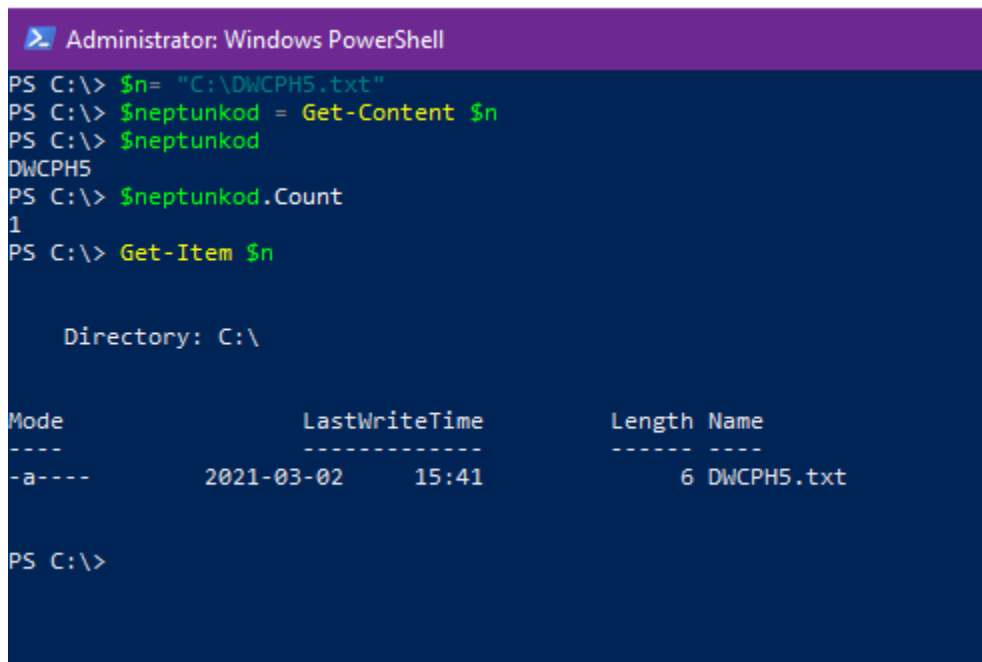 Administrator: Windows PowerShell
PS C:\> $n= "C:\DWCPH5.txt"
PS C:\> $neptunkod = Get-Content $n
PS C:\> $neptunkod
DWCPH5
PS C:\> $neptunkod.Count
1
PS C:\> Get-Item $n
    Directory: C:\
Mode                LastWriteTime         Length Name
----                -------------         ------ ----
-a----        2021-03-02     15:41              6 DWCPH5.txt
PS C:\>